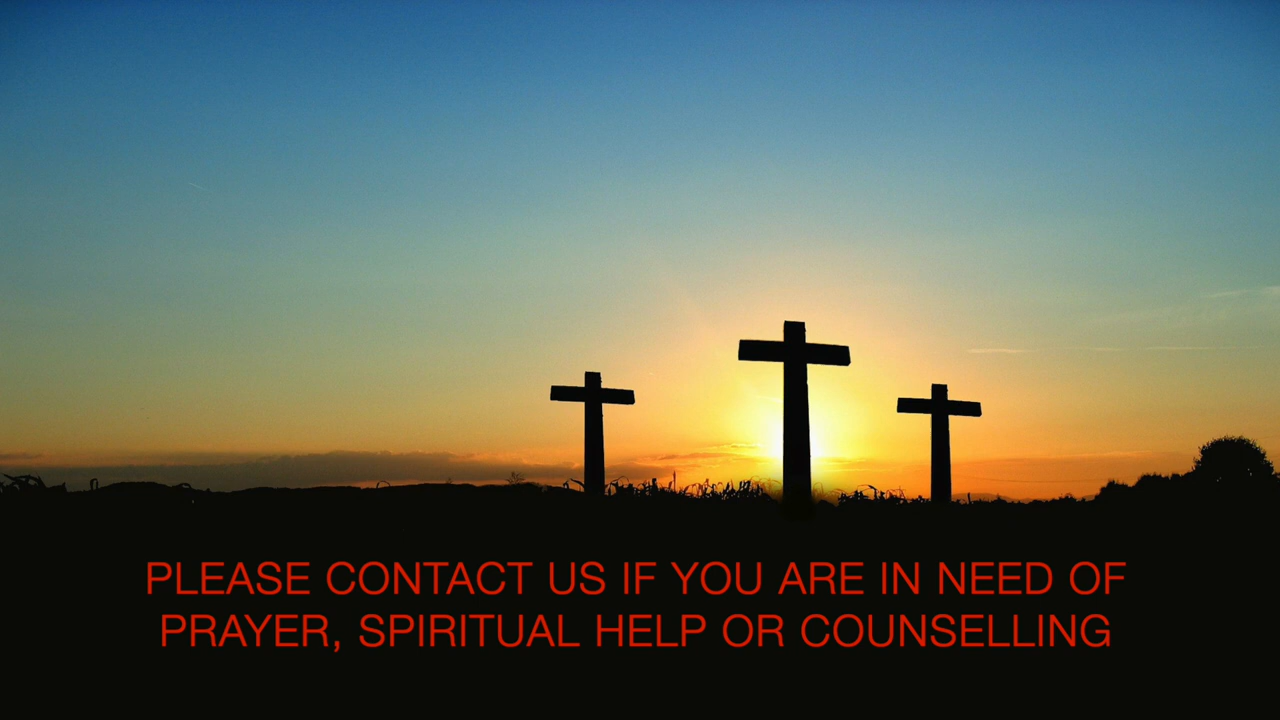 PLEASE CONTACT US IF YOU ARE IN NEED OF
PRAYER, SPIRITUAL HELP OR COUNSELLING